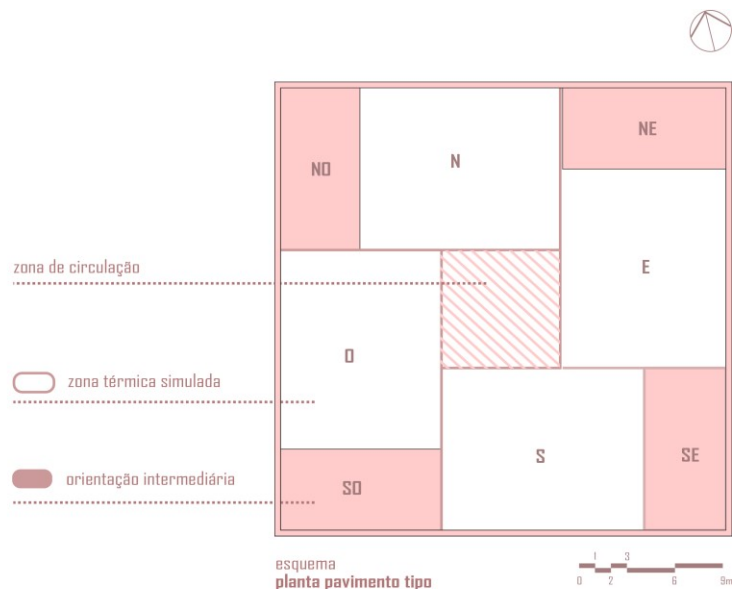 NO
N
NE
zona de circulação
E
O
zona térmica simulada
orientação intermediária
SO
S
SE
esquema
planta pavimento tipo
1 3
0 2 6 9m